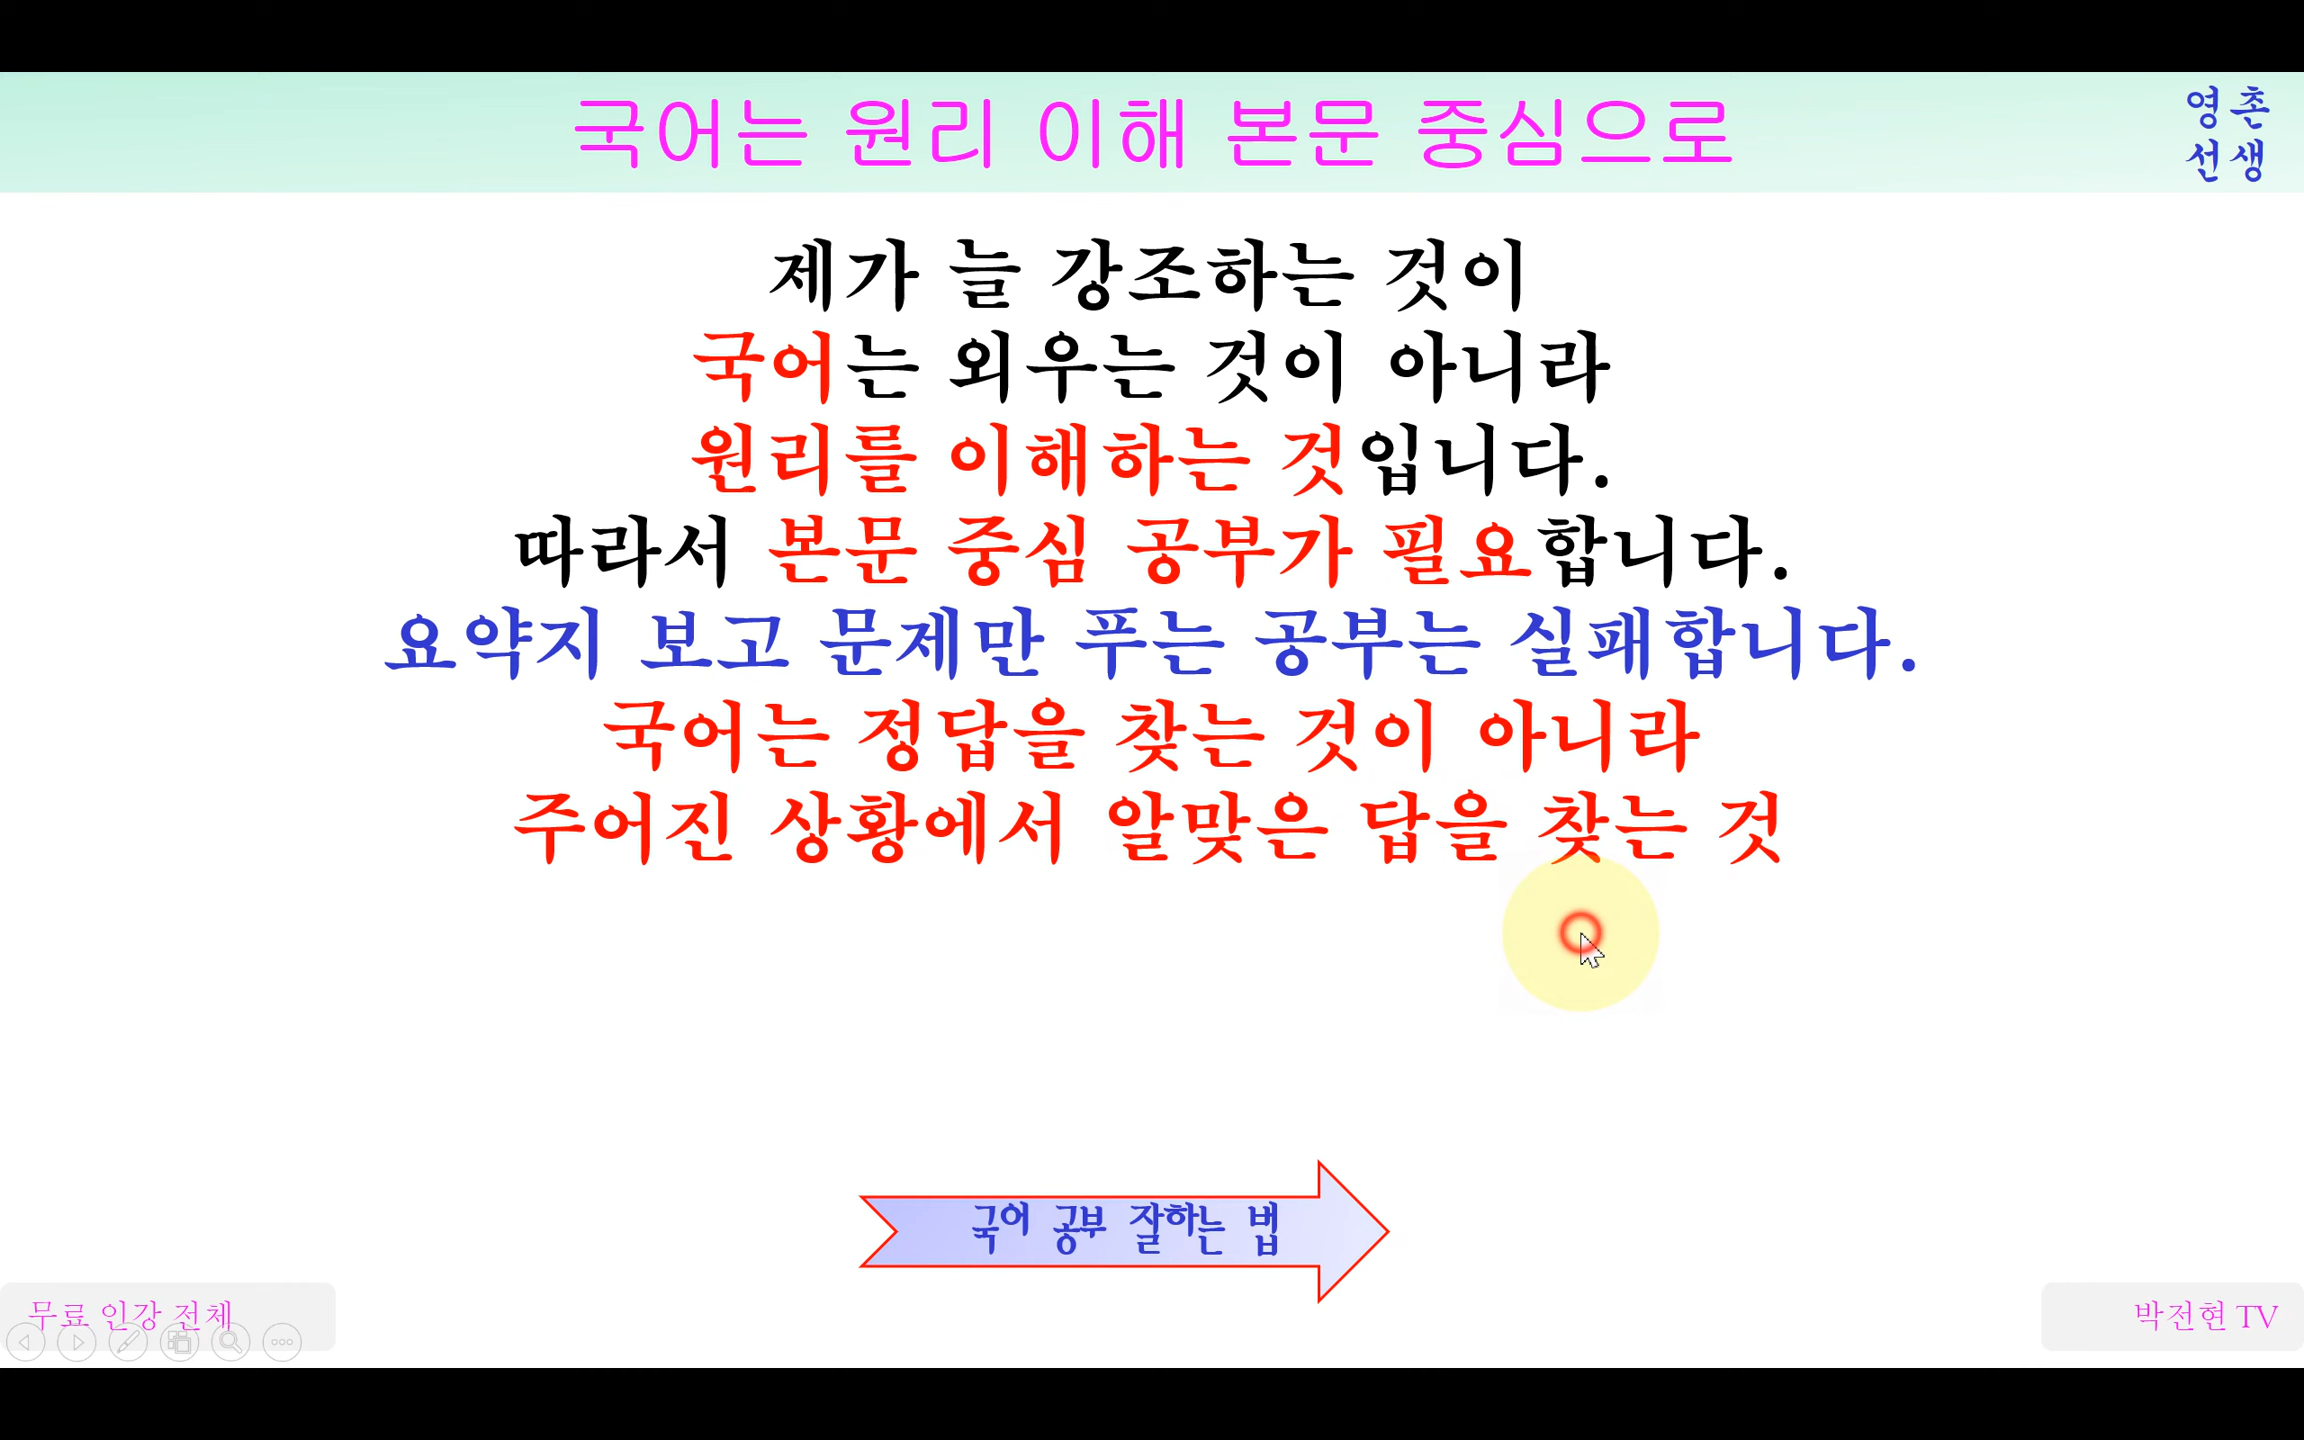 국어는 원리 이해 본문 중심으로
영촌
선생
제가 늘 강조하는 것이
국어는 외우는 것이 아니라
원리를 이해하는 것입니다.
따라서 본문 중심 공부가 필요합니다.
요약지 보고 문제만 푸는 공부는 실패합니다.
국어는 정답을 찾는 것이 아니라
주어진 상황에서 알맞은 답을 찾는 것
국어 공부 잘하는 법
무료 인강 전체
박전현 TV